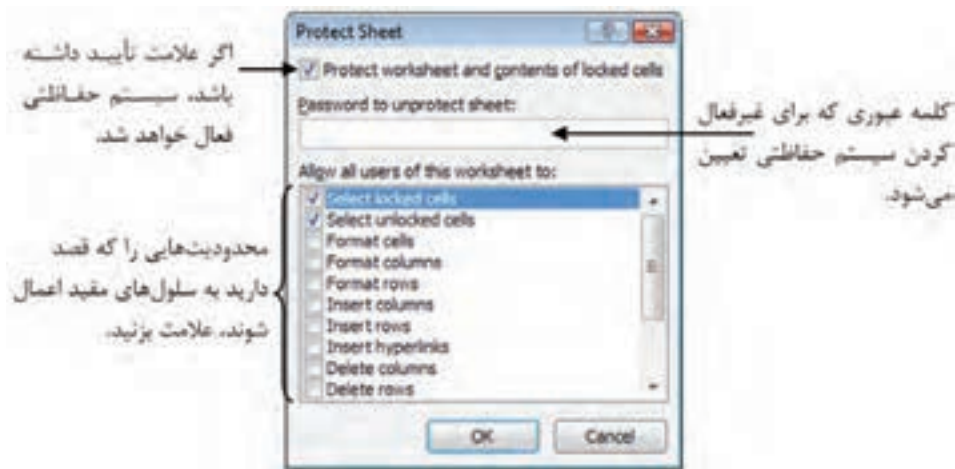 Protect Sheet
Protect worksheet and contents of locked cells
Password to unprotect sheet:
Allow all users of this worksheet to:
Select locked cells
Select unlocked cells
Format cells
Format columns
Format rows
Insert columns
Insert rows
Insert hyperlinks
Delete columns
Delete rows
OK
Cancel
اگر علامت تأیید داشته
باشد، سیستم حفاظتی
فعال خواهد شد.
کلمه عبوری که برای غیرفعال
کردن سیستم حفاظتی تعیین
می‌شود.
محدودیت‌هایی را که قصد
دارید به سلول‌های مقید اعمال
شوند، علامت بزنید.